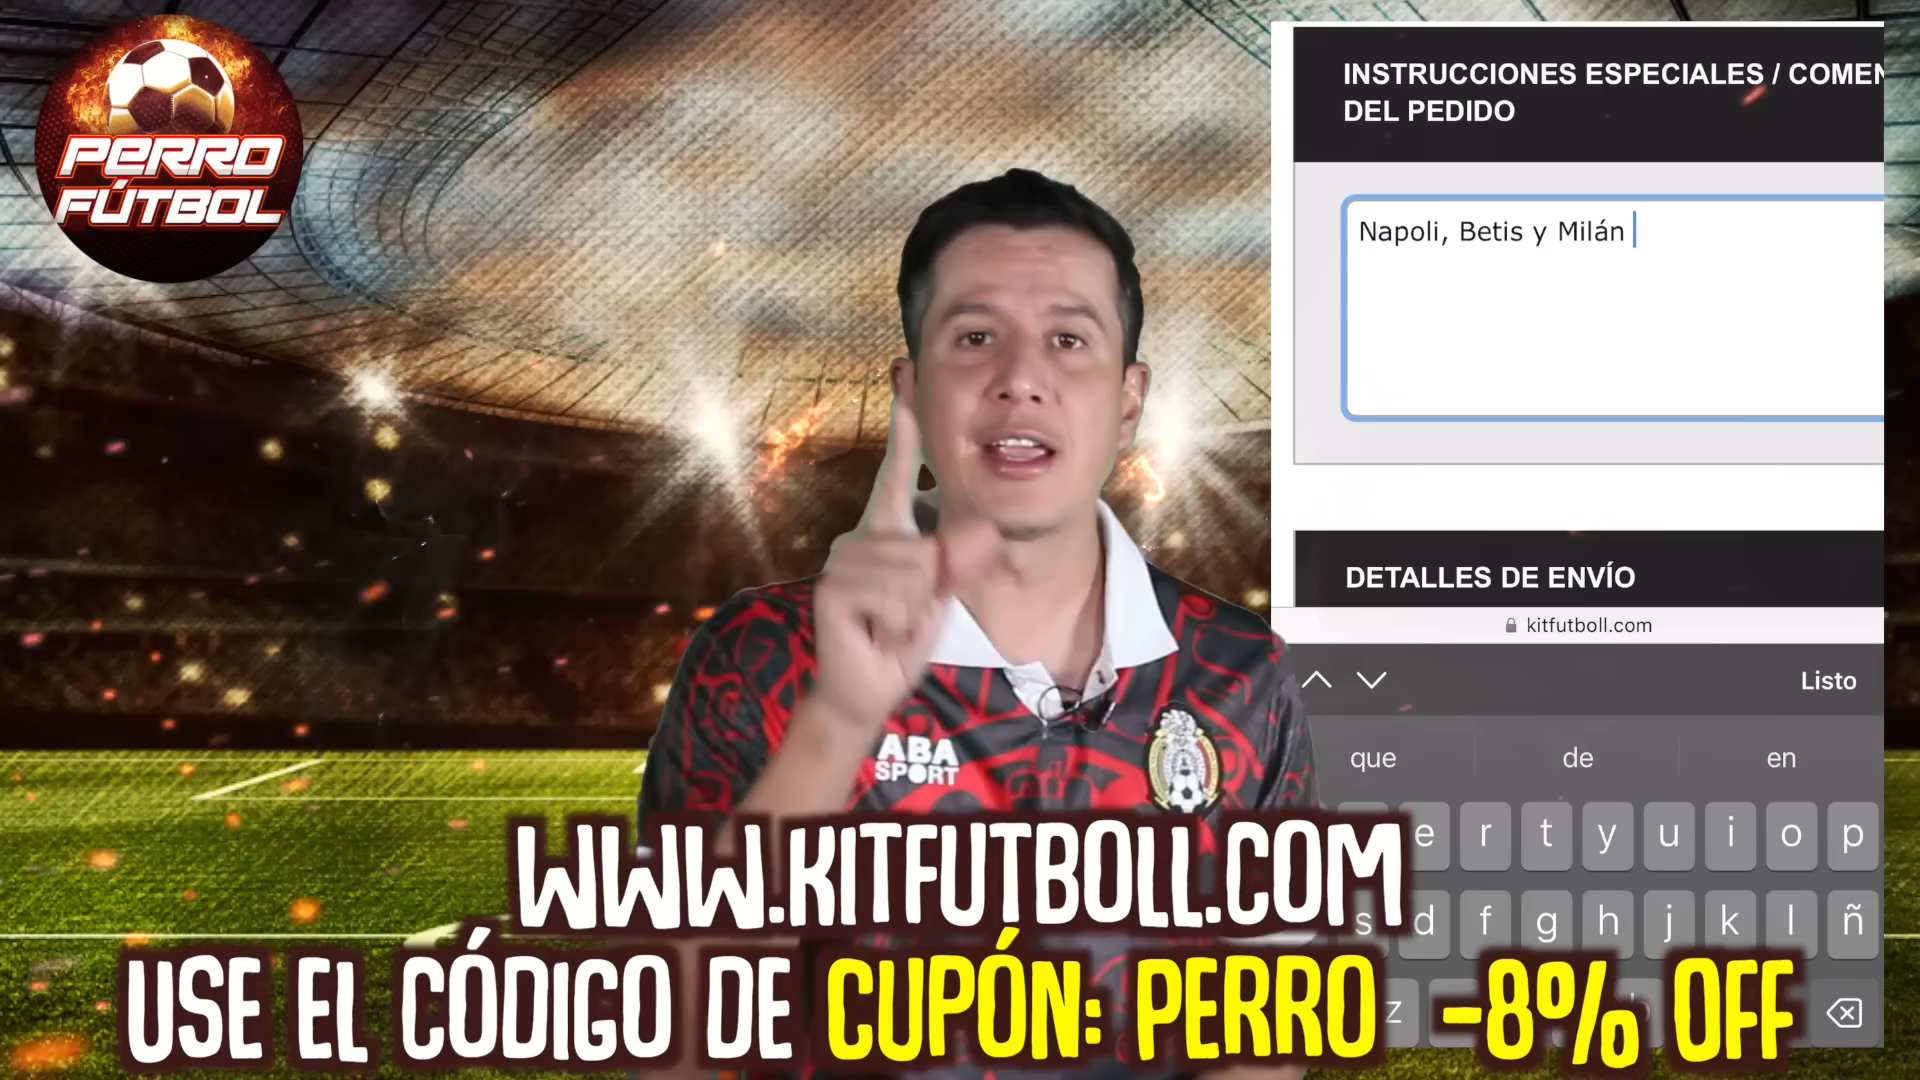 PERRO
FÚTBOL
INSTRUCCIONES ESPECIALES / COMEN
DEL PEDIDO
Napoli, Betis y Milán
DETALLES DE ENVÍO
kitfutboll.com
Listo
que de en
e r t y u i o p
s d f g h j k l ñ
z
ABA
SPORT
WWW.KITFUTBOLL.COM
USE EL CÓDIGO DE CUPÓN: PERRO -8% OFF